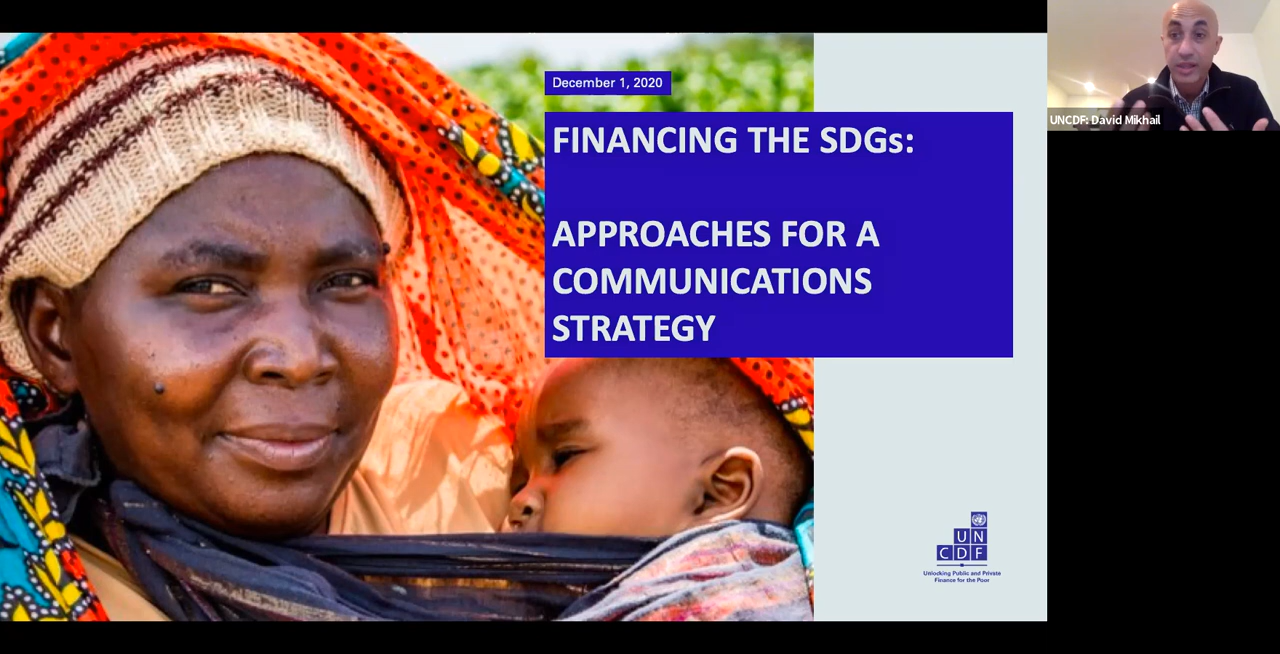 December 1, 2020
FINANCING THE SDGs:
APPROACHES FOR A
COMMUNICATIONS
STRATEGY
UNCDF: David Mikhail
UN
CDF
Unlocking Public and Private
Finance for the Poor